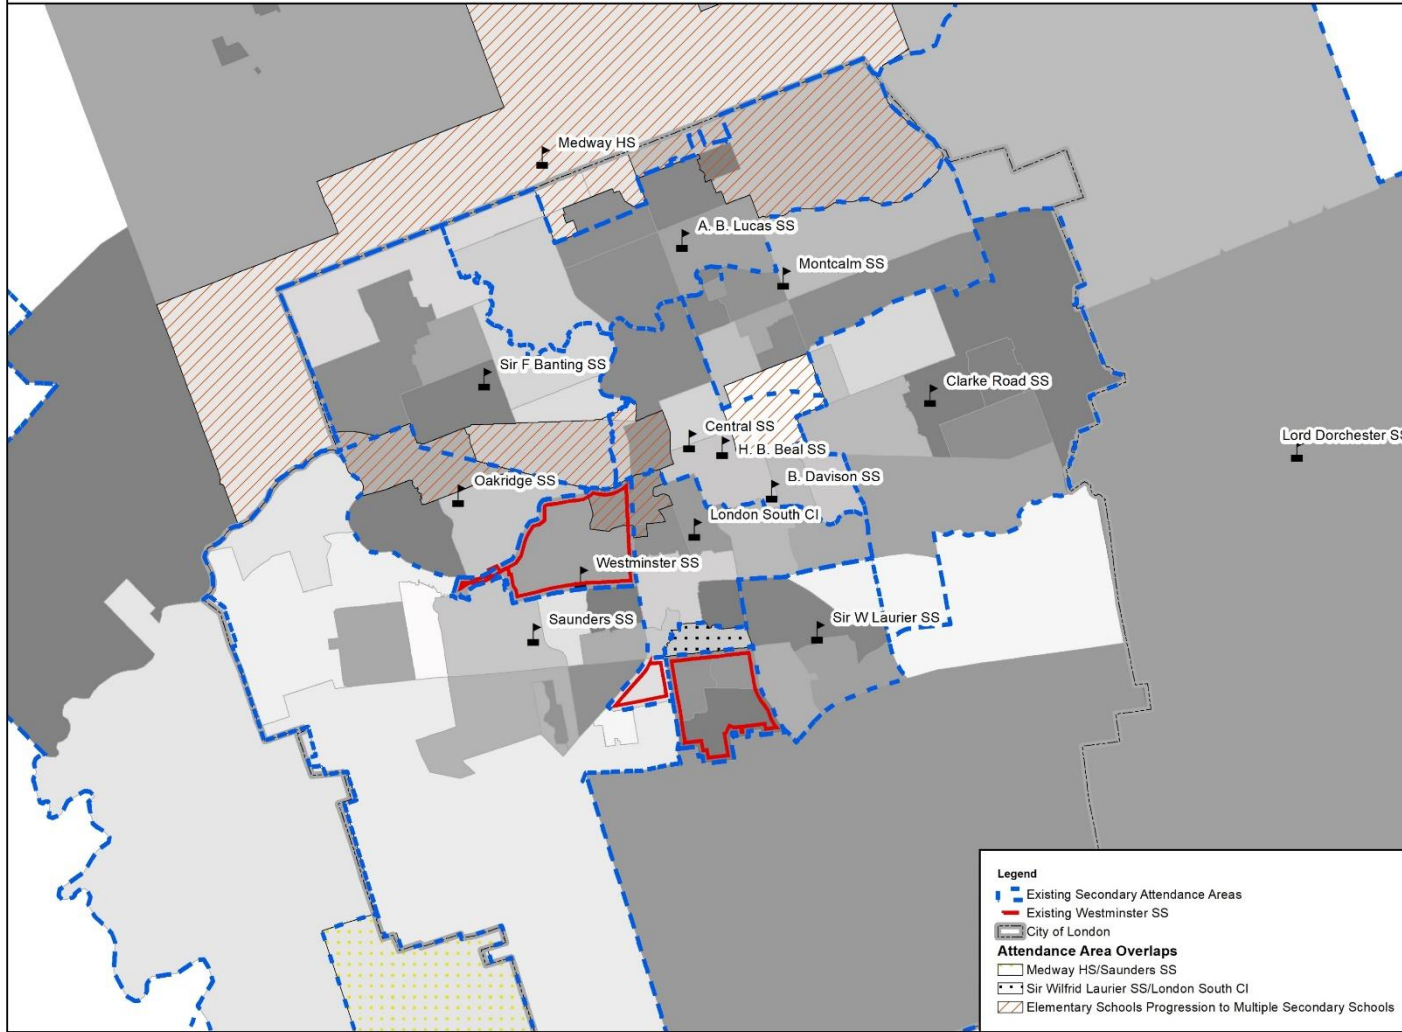 Medway HS
A. B. Lucas SS
Montcalm SS
Sir F Banting SS
Clarke Road SS
Central SS
H. B. Beal SS
Lord Dorchester SS
Oakridge SS
B. Davison SS
London South CI
Westminster SS
Saunders SS
Sir W Laurier SS
Legend
Existing Secondary Attendance Areas
Existing Westminster SS
City of London
Attendance Area Overlaps
Medway HS/Saunders SS
Sir Wilfrid Laurier SS/London South CI
Elementary Schools Progression to Multiple Secondary Schools